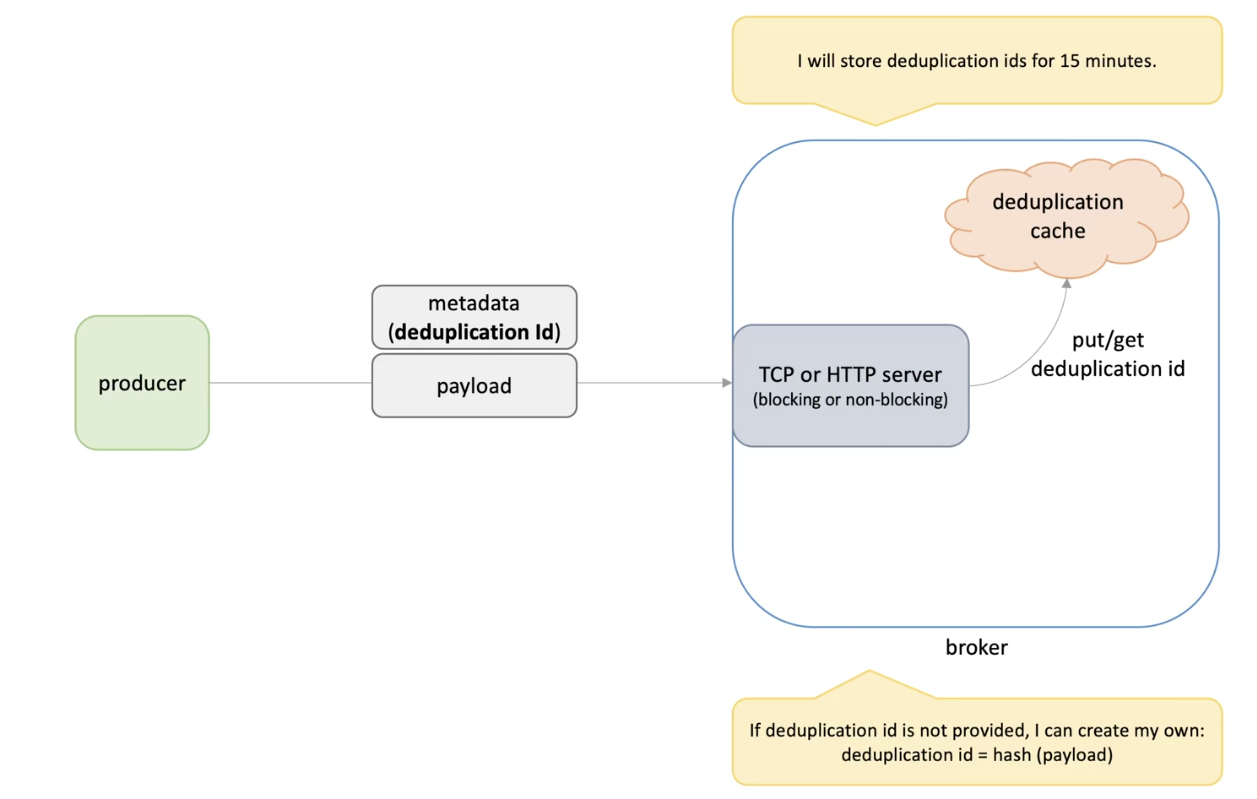 I will store deduplication ids for 15 minutes.
deduplication
cache
metadata
(deduplication Id)
producer
payload
TCP or HTTP server
(blocking or non-blocking)
put/get
deduplication id
broker
If deduplication id is not provided, I can create my own:
deduplication id = hash (payload)